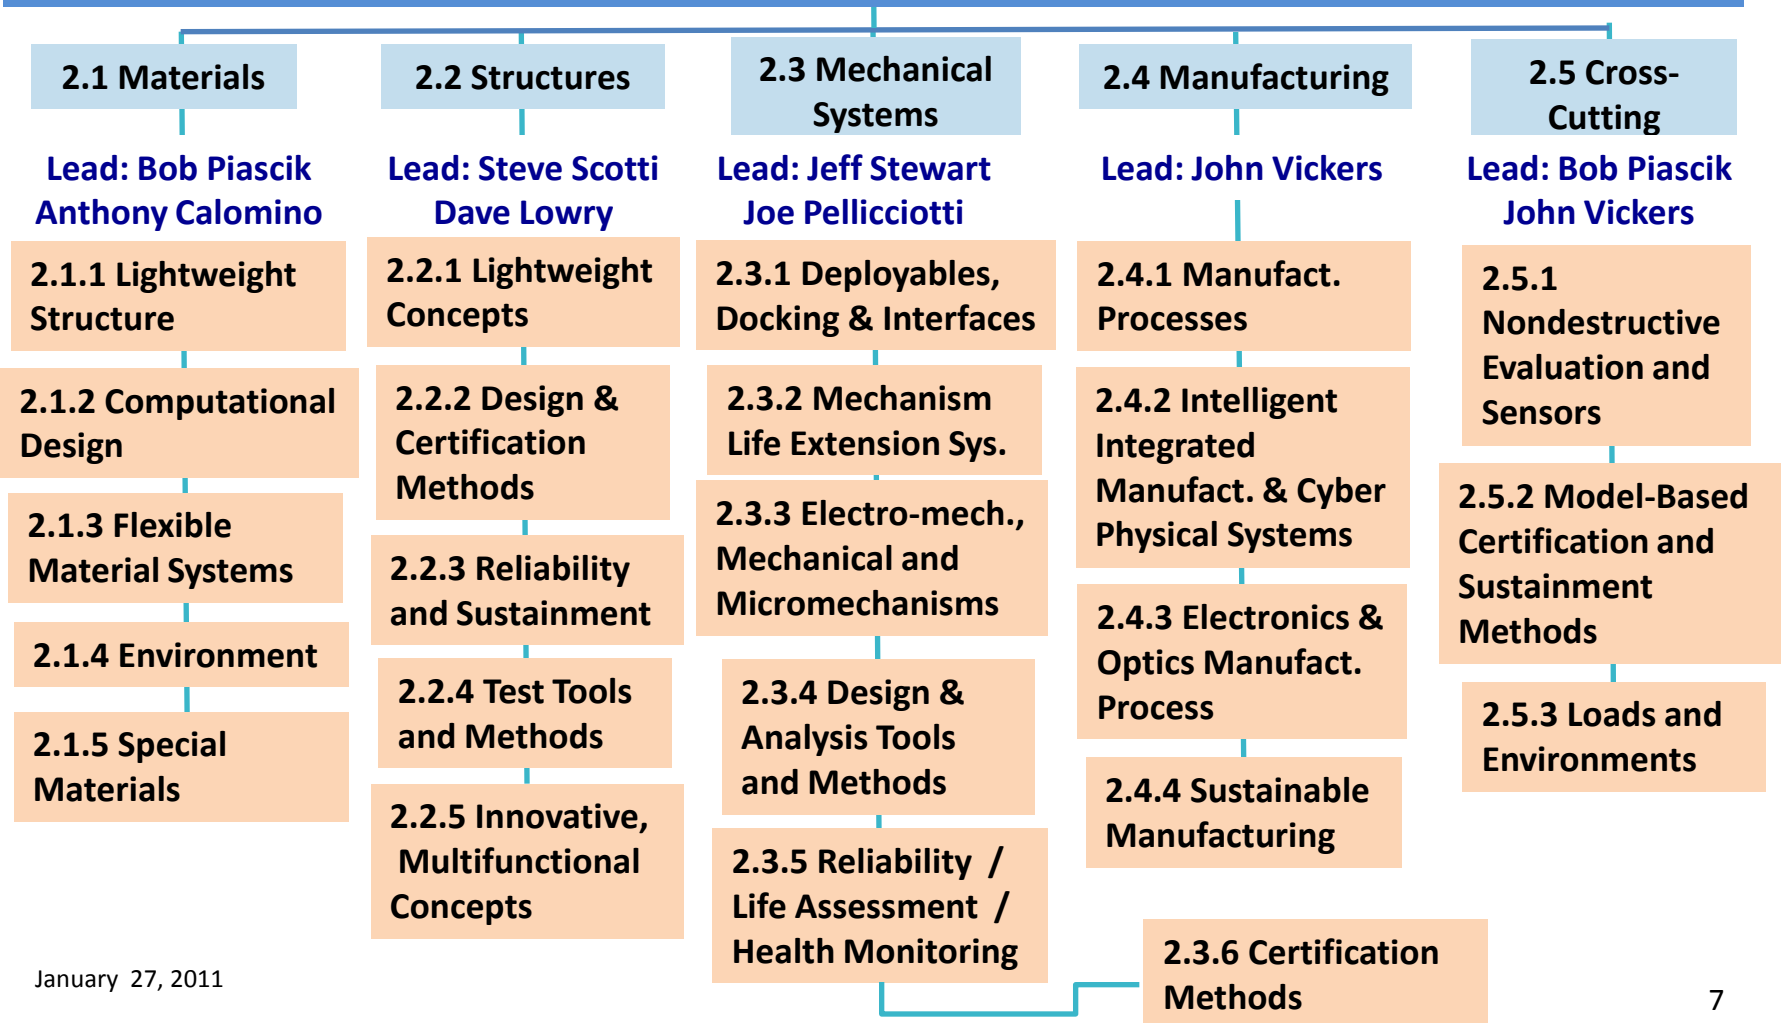 2.1 Materials
Lead: Bob Piascik
Anthony Calomino
2.1.1 Lightweight
Structure
2.1.2 Computational
Design
2.1.3 Flexible
Material Systems
2.1.4 Environment
2.1.5 Special
Materials
2.2 Structures
Lead: Steve Scotti
Dave Lowry
2.2.1 Lightweight
Concepts
2.2.2 Design &
Certification
Methods
2.2.3 Reliability
and Sustainment
2.2.4 Test Tools
and Methods
2.2.5 Innovative,
Multifunctional
Concepts
2.3 Mechanical
Systems
Lead: Jeff Stewart
Joe Pellicciotti
2.3.1 Deployables,
Docking & Interfaces
2.3.2 Mechanism
Life Extension Sys.
2.3.3 Electro-mech.,
Mechanical and
Micromechanisms
2.3.4 Design &
Analysis Tools
and Methods
2.3.5 Reliability /
Life Assessment /
Health Monitoring
2.3.6 Certification
Methods
2.4 Manufacturing
Lead: John Vickers
2.4.1 Manufact.
Processes
2.4.2 Intelligent
Integrated
Manufact. & Cyber
Physical Systems
2.4.3 Electronics &
Optics Manufact.
Process
2.4.4 Sustainable
Manufacturing
2.5 Cross-
Cutting
Lead: Bob Piascik
John Vickers
2.5.1
Nondestructive
Evaluation and
Sensors
2.5.2 Model-Based
Certification and
Sustainment
Methods
2.5.3 Loads and
Environments
January 27, 2011
7